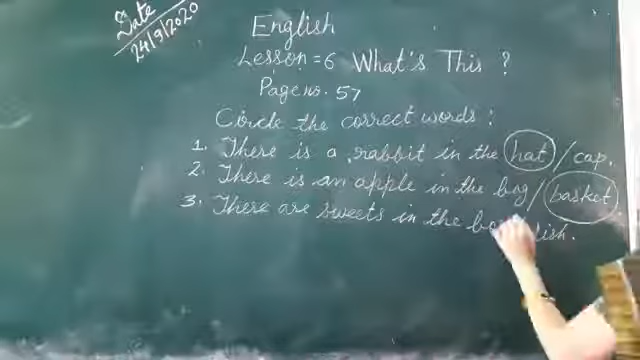 Date
24/9/2020
English
Lesson = 6 What's This ?
Page no. 57
Circle the correct words :
1. There is a rabbit in the hat / cap.
2. There is an apple in the bag / basket.
3. There are sweets in the